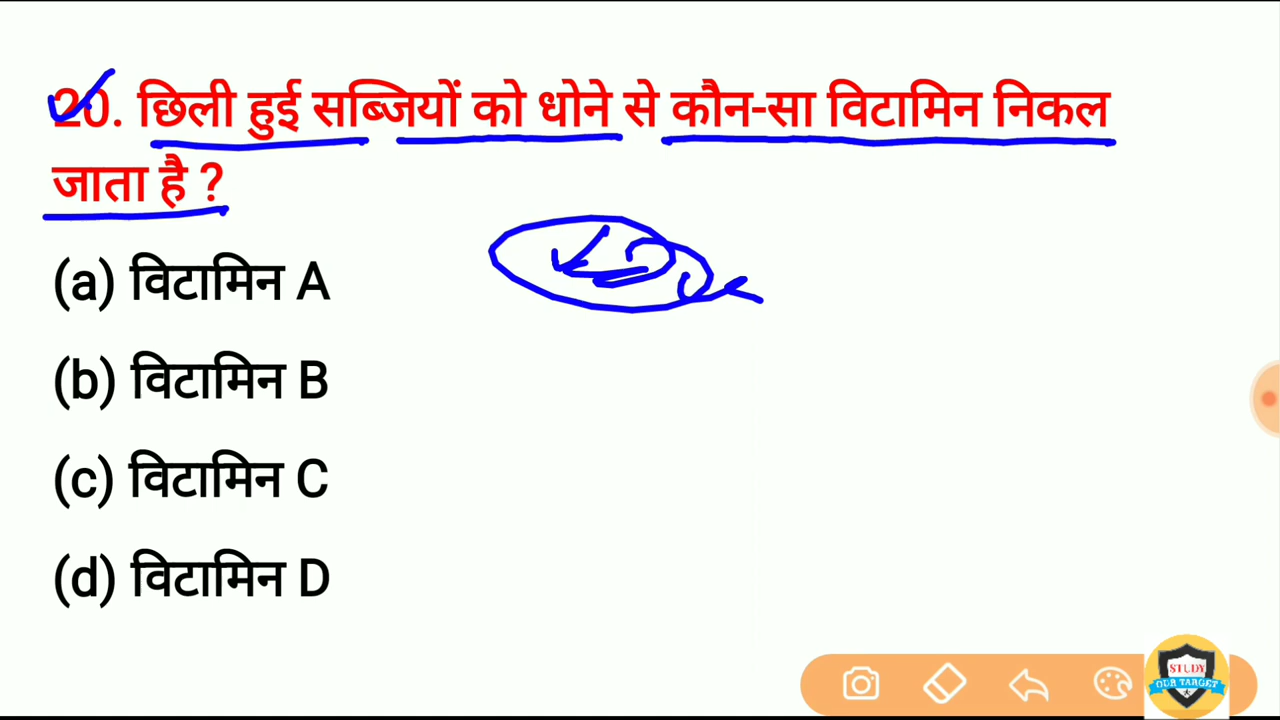 20. छिली हुई सब्जियों को धोने से कौन-सा विटामिन निकल
जाता है ?
(a) विटामिन A
(b) विटामिन B
(c) विटामिन C
(d) विटामिन D
STUDY
OUR TARGET